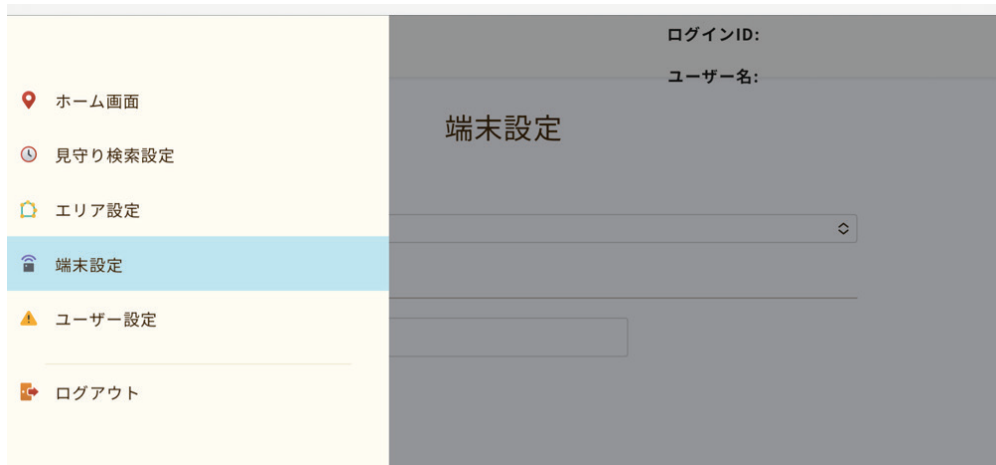 ログインID:
ユーザー名:
ホーム画面
見守り検索設定
エリア設定
端末設定
ユーザー設定
ログアウト
端末設定